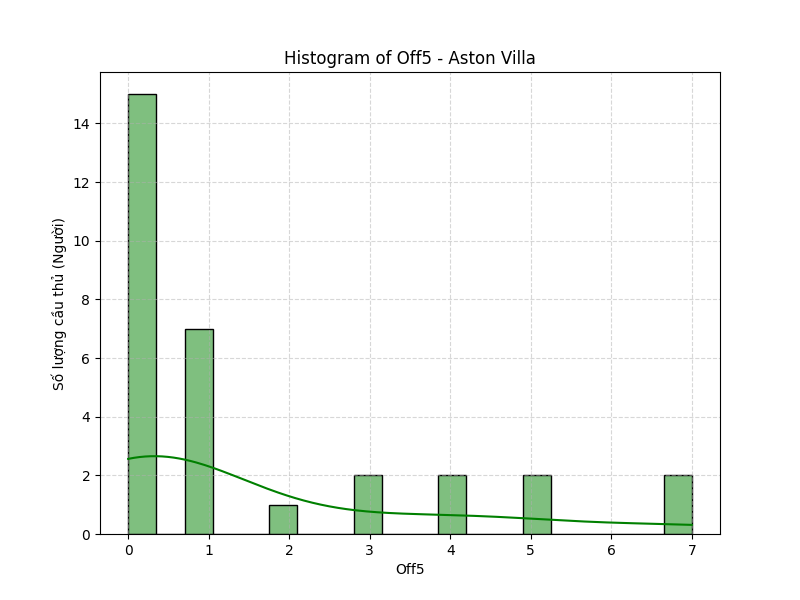 Histogram of Off5 - Aston Villa
Số lượng cầu thủ (Người)
14
12
10
8
6
4
2
0
0 1 2 3 4 5 6 7
Off5